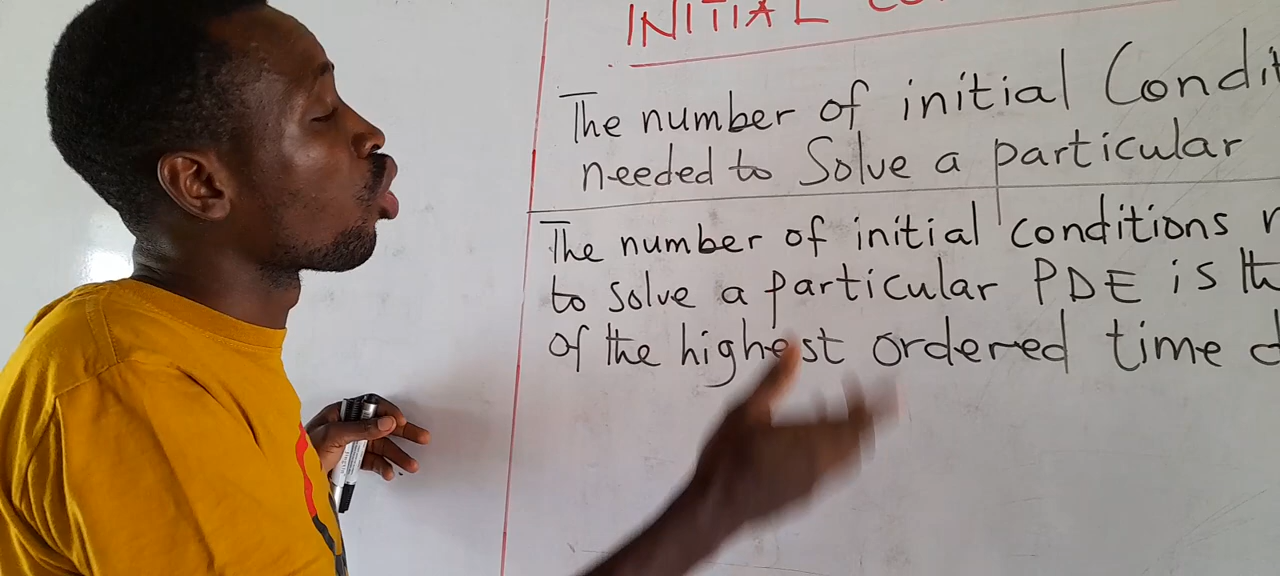 INITIAL
The number of initial Condit
needed to Solve a particular
The number of initial conditions
to solve a particular PDE is th
of the highest ordered time d